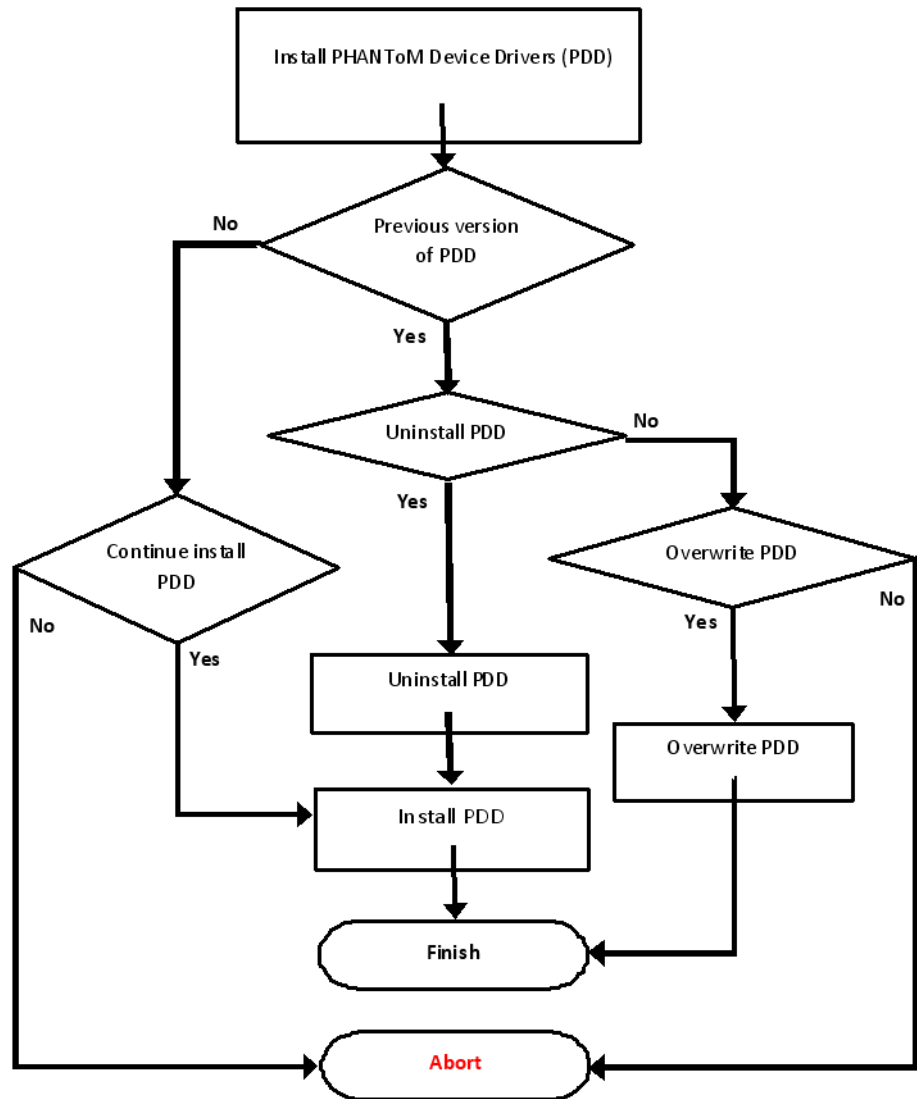 Install PHANToM Device Drivers (PDD)
No
Previous version
of PDD
Yes
Uninstall PDD
No
Yes
Continue install
PDD
Overwrite PDD
No
Yes
No
Yes
Uninstall PDD
Overwrite PDD
Install PDD
Finish
Abort